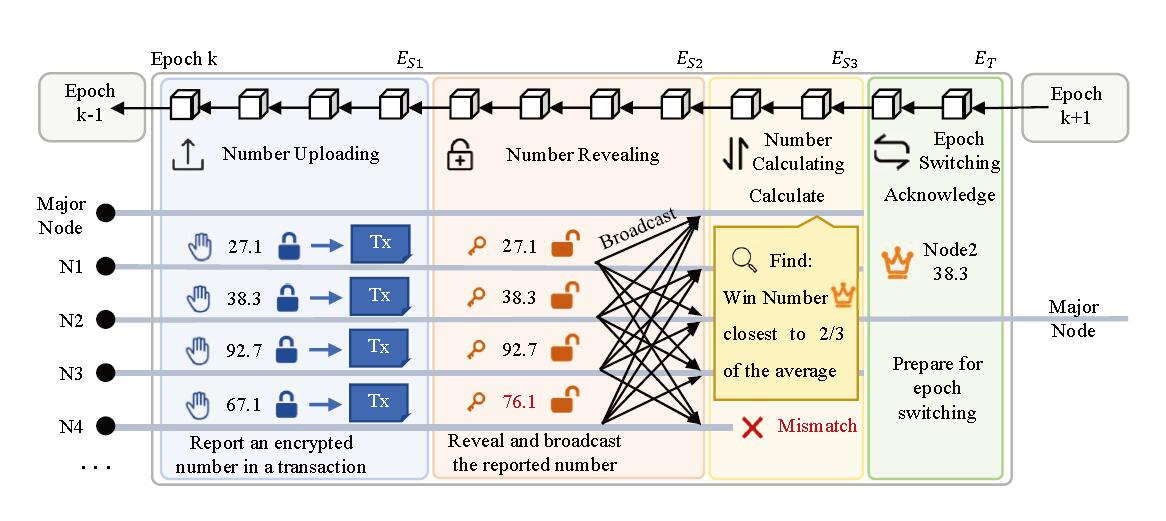 Epoch k
E_{S1}
E_{S2}
E_{S3}
E_T
Epoch
k-1
Epoch
k+1
Number Uploading
Number Revealing
Number
Calculating
Epoch
Switching
Major
Node
Calculate
Acknowledge
Broadcast
27.1
Tx
27.1
N1
Find:
Node2
38.3
38.3
Tx
38.3
Win Number
N2
closest to 2/3
Major
Node
92.7
Tx
92.7
of the average
N3
Prepare for
epoch
switching
67.1
Tx
76.1
N4
Mismatch
Report an encrypted
number in a transaction
Reveal and broadcast
the reported number
...